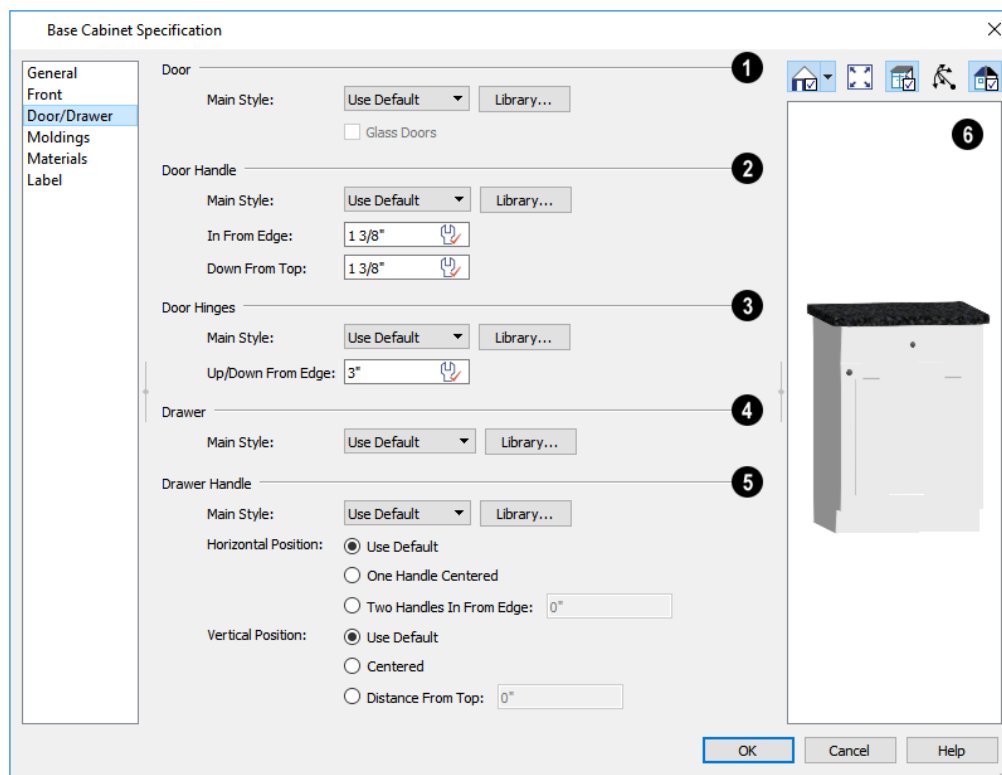 Base Cabinet Specification
General
Front
Door/Drawer
Moldings
Materials
Label
Door
1
Main Style: Use Default Library...
Glass Doors
Door Handle
2
Main Style: Use Default Library...
In From Edge: 1 3/8"
Down From Top: 1 3/8"
Door Hinges
3
Main Style: Use Default Library...
Up/Down From Edge: 3"
Drawer
4
Main Style: Use Default Library...
Drawer Handle
5
Main Style: Use Default Library...
Horizontal Position: Use Default
One Handle Centered
Two Handles In From Edge: 0"
Vertical Position: Use Default
Centered
Distance From Top: 0"
6
OK Cancel Help